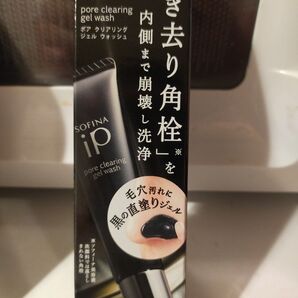 pore clearing
gel wash
ポア クリアリング
ジェル ウォッシュ
き去り角栓」※を
内側まで崩壊し洗浄
SOFINA
iP
pore clearing
gel wash
毛穴汚れに
黒の直塗りジェル